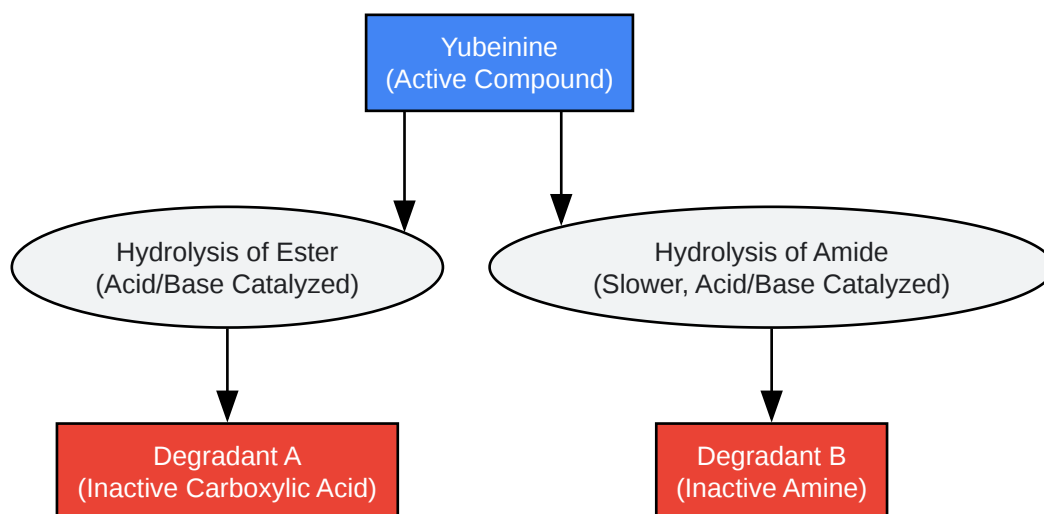 Yubeinine
(Active Compound)
Hydrolysis of Ester
(Acid/Base Catalyzed)
Hydrolysis of Amide
(Slower, Acid/Base Catalyzed)
Degradant A
(Inactive Carboxylic Acid)
Degradant B
(Inactive Amine)